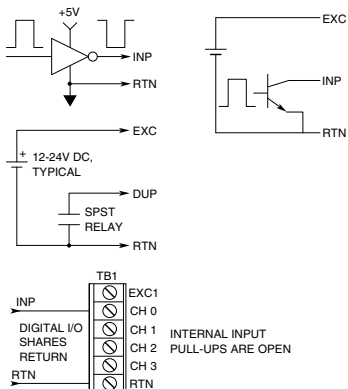 +5V
INP
RTN
EXC
INP
RTN
EXC
+ 12-24V DC,
TYPICAL
DUP
SPST
RELAY
RTN
TB1
EXC1
INP
CH 0
DIGITAL I/O
SHARES
RETURN
CH 1
CH 2
CH 3
INTERNAL INPUT
PULL-UPS ARE OPEN
RTN
RTN